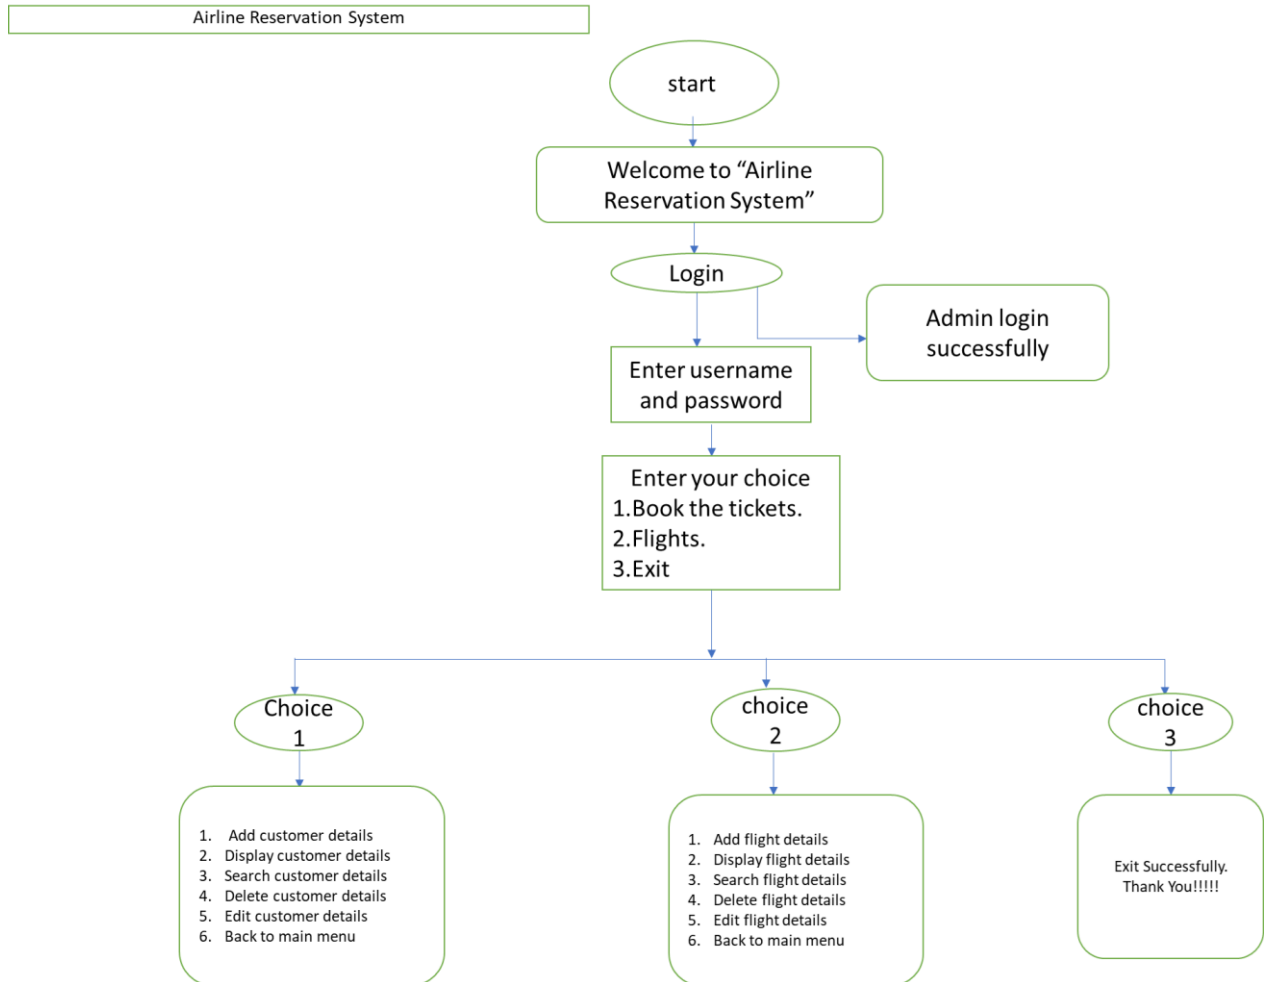 Airline Reservation System
start
Welcome to “Airline
Reservation System”
Login
Admin login
successfully
Enter username
and password
Enter your choice
1.Book the tickets.
2.Flights.
3.Exit
Choice
1
choice
2
choice
3
1. Add customer details
2. Display customer details
3. Search customer details
4. Delete customer details
5. Edit customer details
6. Back to main menu
1. Add flight details
2. Display flight details
3. Search flight details
4. Delete flight details
5. Edit flight details
6. Back to main menu
Exit Successfully.
Thank You!!!!!